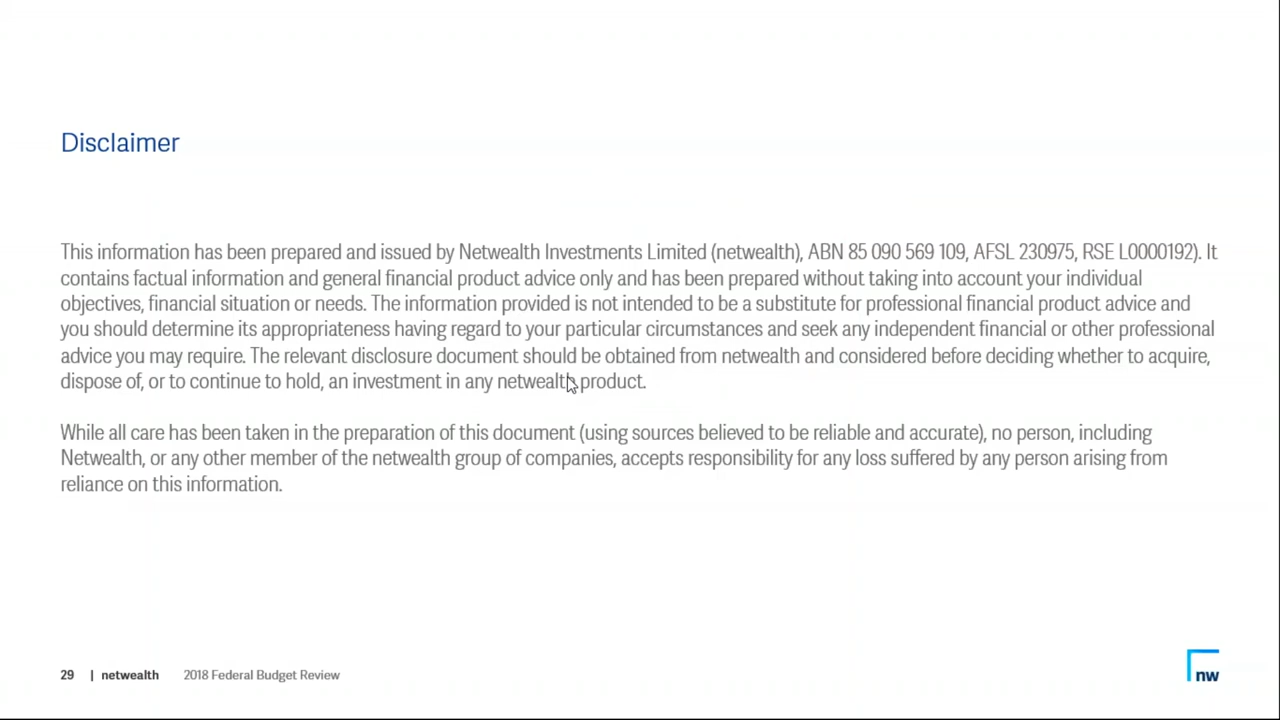 Disclaimer
This information has been prepared and issued by Netwealth Investments Limited (netwealth), ABN 85 090 569 109, AFSL 230975, RSE L0000192). It
contains factual information and general financial product advice only and has been prepared without taking into account your individual
objectives, financial situation or needs. The information provided is not intended to be a substitute for professional financial product advice and
you should determine its appropriateness having regard to your particular circumstances and seek any independent financial or other professional
advice you may require. The relevant disclosure document should be obtained from netwealth and considered before deciding whether to acquire,
dispose of, or to continue to hold, an investment in any netwealth product.
While all care has been taken in the preparation of this document (using sources believed to be reliable and accurate), no person, including
Netwealth, or any other member of the netwealth group of companies, accepts responsibility for any loss suffered by any person arising from
reliance on this information.
29 | netwealth 2018 Federal Budget Review
nw